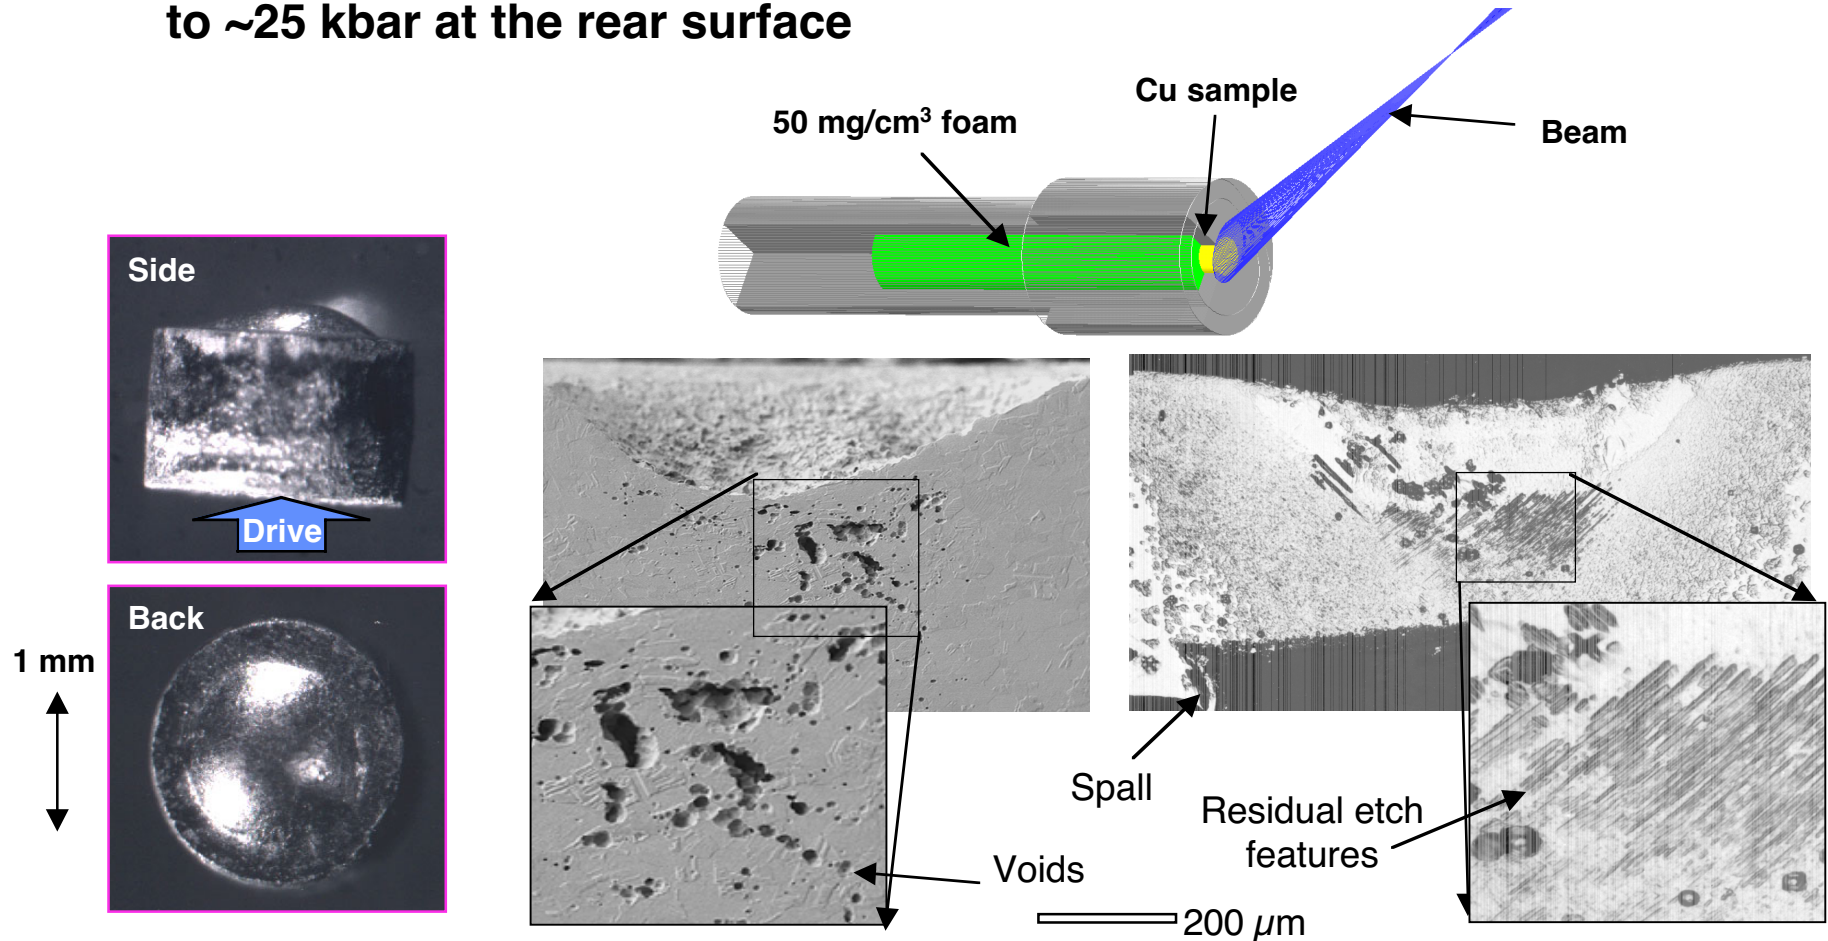 to ~25 kbar at the rear surface
Cu sample
50 mg/cm³ foam
Beam
Side
Drive
Back
1 mm
Spall
Residual etch
features
Voids
200 µm